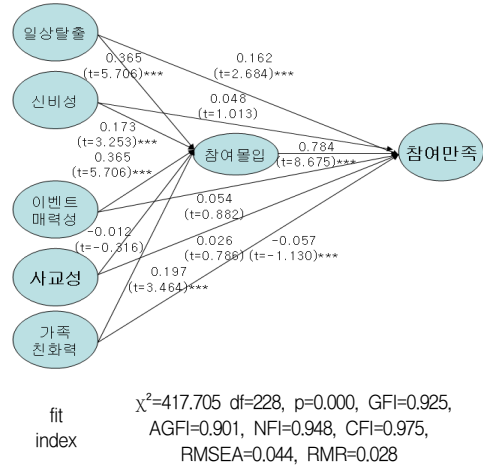 일상탈출
0.365
(t=5.706)***
0.162
(t=2.684)***
신비성
0.048
(t=1.013)
0.173
(t=3.253)***
0.365
(t=5.706)***
참여몰입
0.784
(t=8.675)***
참여만족
이벤트
매력성
0.054
(t=0.882)
-0.012
(t=-0.316)
사교성
0.026
(t=0.786)
-0.057
(t=-1.130)***
0.197
(t=3.464)***
가족
친화력
fit
index
χ²=417.705 df=228, p=0.000, GFI=0.925,
AGFI=0.901, NFI=0.948, CFI=0.975,
RMSEA=0.044, RMR=0.028